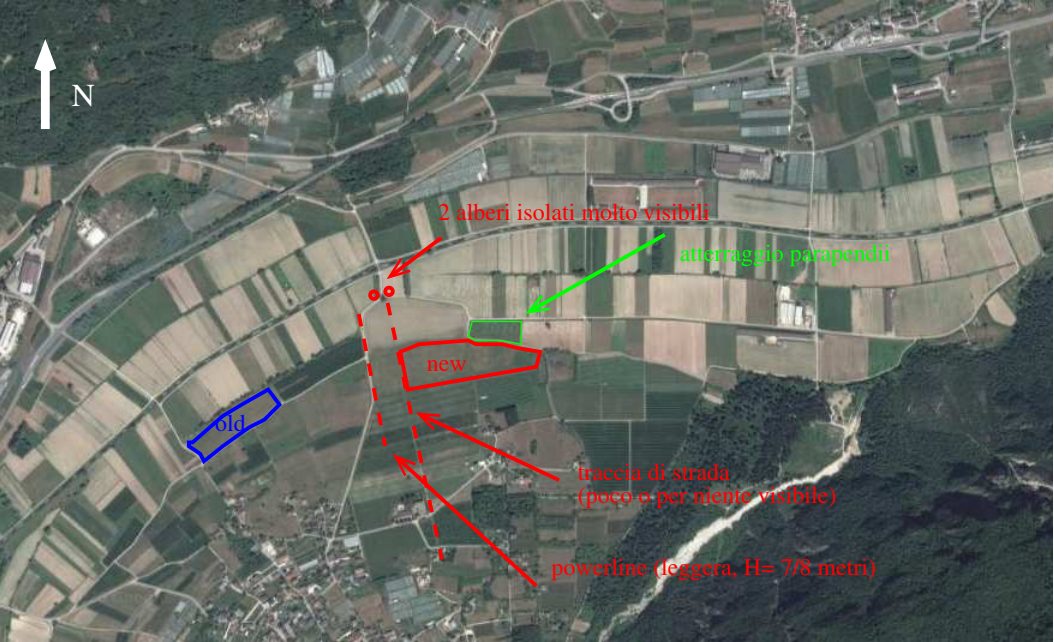 N
2 alberi isolati molto visibili
atterraggio parapendii
new
old
traccia di strada
(poco o per niente visibile)
powerline (leggera, H= 7/8 metri)